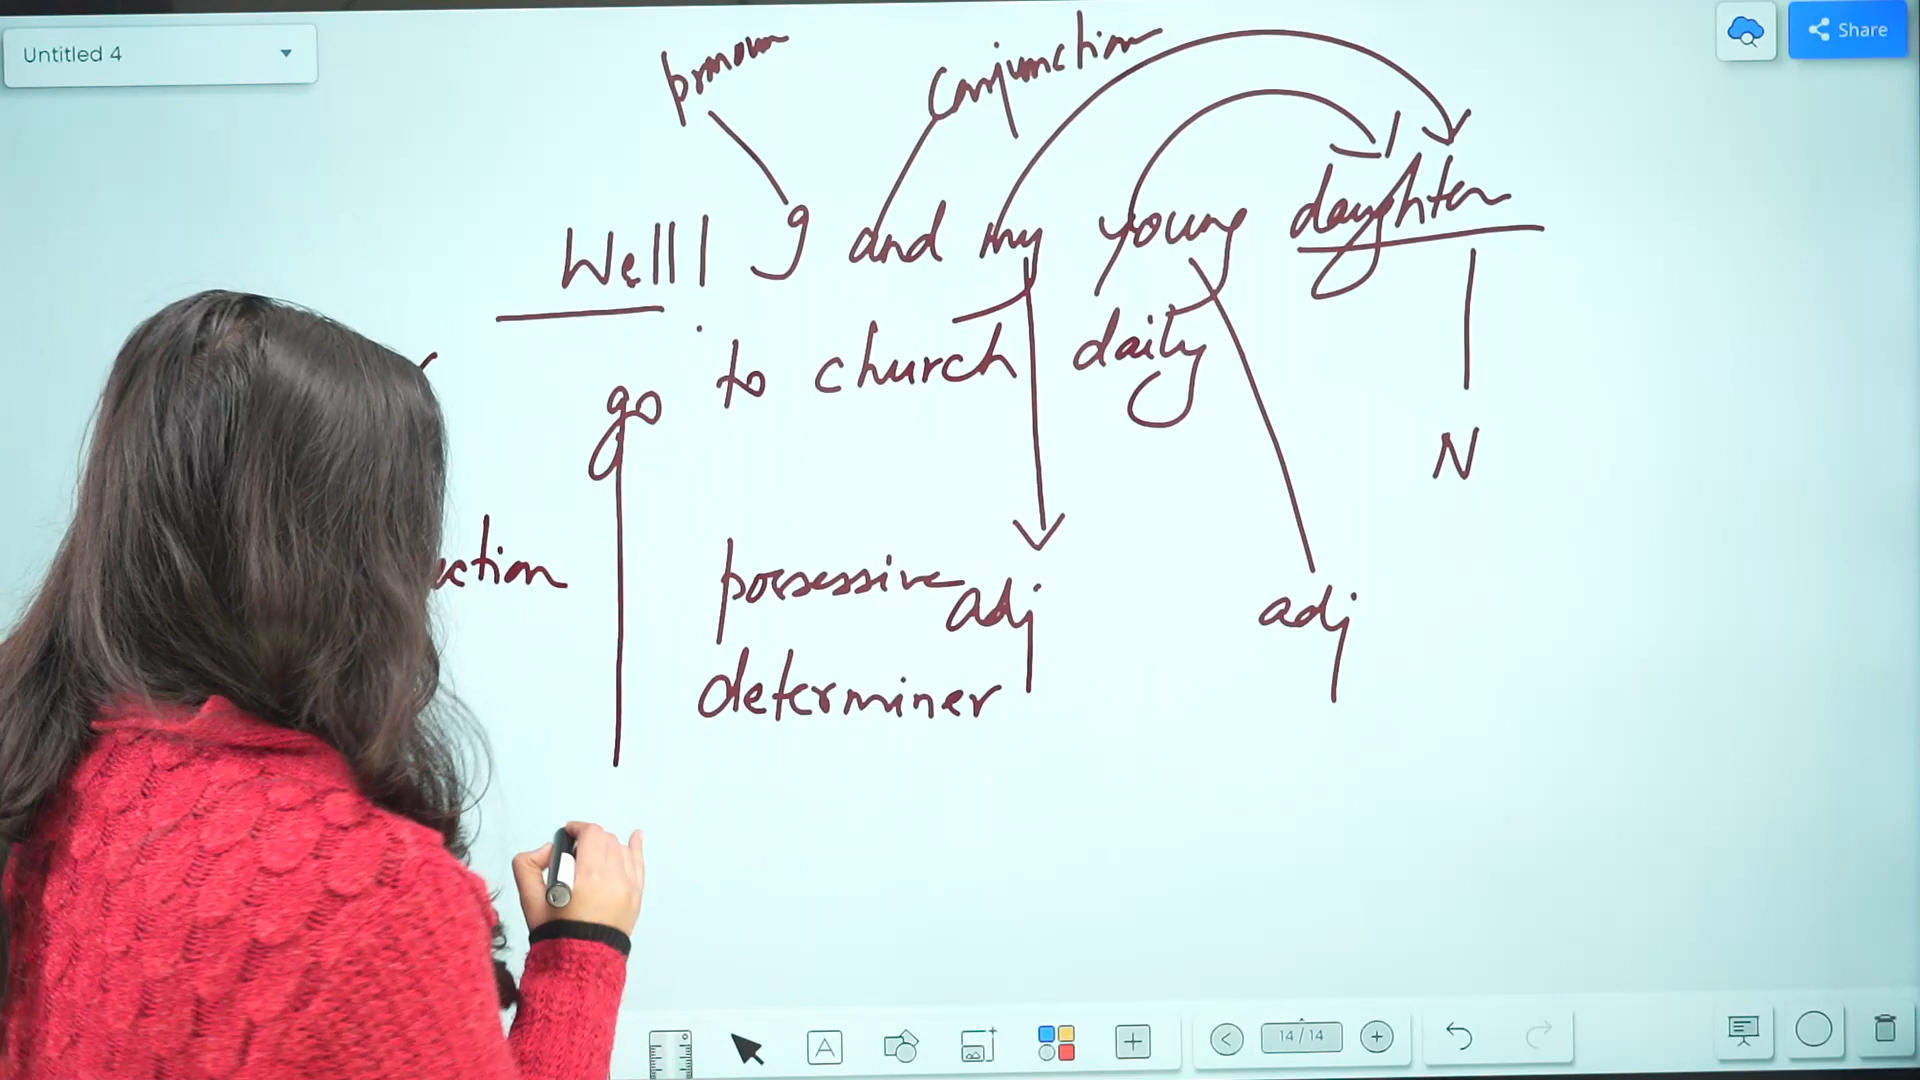 Untitled 4
Share
pronoun
Conjunction
Well! I and my young daughter
go to church daily
N
ection
possessive adj
determiner
adj
A
14/14